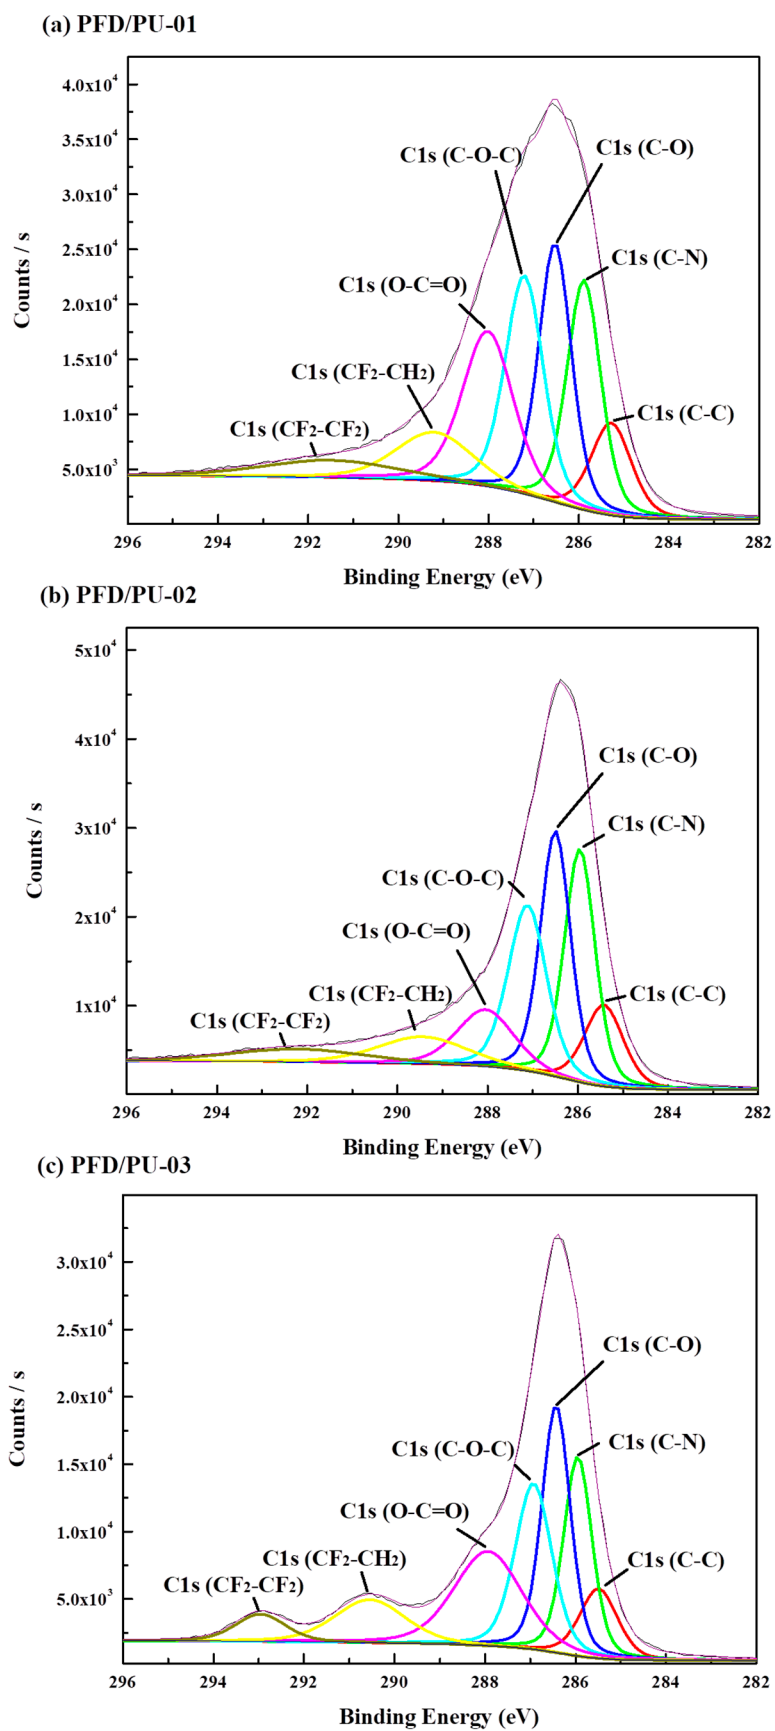 (a) PFD/PU-01
4.0x10⁴
3.5x10⁴
3.0x10⁴
2.5x10⁴
2.0x10⁴
1.5x10⁴
1.0x10⁴
5.0x10³
Counts / s
C1s (C-O-C)
C1s (C-O)
C1s (O-C=O)
C1s (C-N)
C1s (CF₂-CH₂)
C1s (CF₂-CF₂)
C1s (C-C)
296 294 292 290 288 286 284 282
Binding Energy (eV)
(b) PFD/PU-02
5x10⁴
4x10⁴
3x10⁴
2x10⁴
1x10⁴
Counts / s
C1s (C-O)
C1s (C-N)
C1s (C-O-C)
C1s (O-C=O)
C1s (CF₂-CH₂)
C1s (C-C)
C1s (CF₂-CF₂)
296 294 292 290 288 286 284 282
Binding Energy (eV)
(c) PFD/PU-03
3.0x10⁴
2.5x10⁴
2.0x10⁴
1.5x10⁴
1.0x10⁴
5.0x10³
Counts / s
C1s (C-O)
C1s (C-O-C)
C1s (C-N)
C1s (O-C=O)
C1s (CF₂-CH₂)
C1s (C-C)
C1s (CF₂-CF₂)
296 294 292 290 288 286 284 282
Binding Energy (eV)